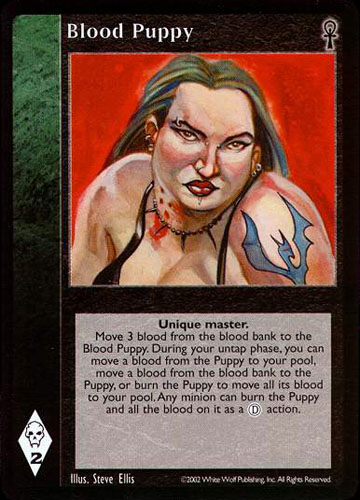 Blood Puppy
Unique master.
Move 3 blood from the blood bank to the
Blood Puppy. During your untap phase, you can
move a blood from the Puppy to your pool,
move a blood from the blood bank to the
Puppy, or burn the Puppy to move all its blood
to your pool. Any minion can burn the Puppy
and all the blood on it as a Ⓓ action.
2
Illus. Steve Ellis
©2002 White Wolf Publishing, Inc. All Rights Reserved.